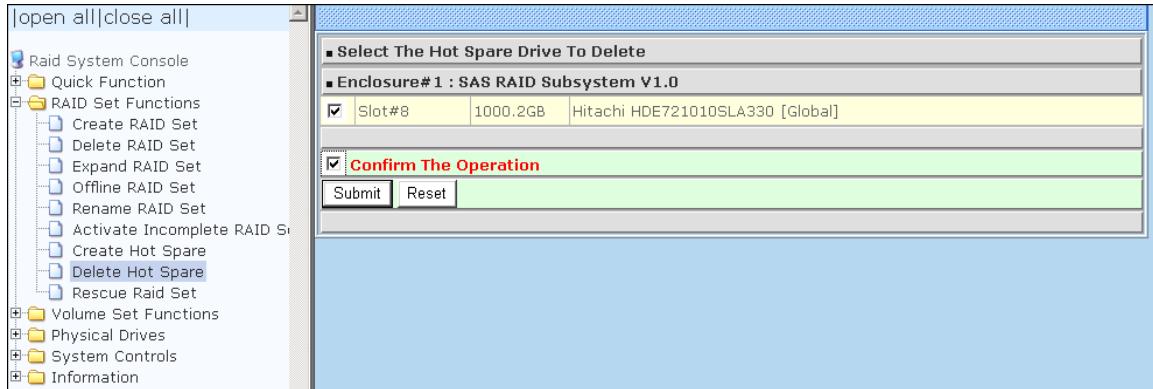 |open all|close all|
Raid System Console
Quick Function
RAID Set Functions
Create RAID Set
Delete RAID Set
Expand RAID Set
Offline RAID Set
Rename RAID Set
Activate Incomplete RAID S
Create Hot Spare
Delete Hot Spare
Rescue Raid Set
Volume Set Functions
Physical Drives
System Controls
Information
Select The Hot Spare Drive To Delete
Enclosure#1 : SAS RAID Subsystem V1.0
Slot#8 1000.2GB Hitachi HDE721010SLA330 [Global]
Confirm The Operation
Submit Reset